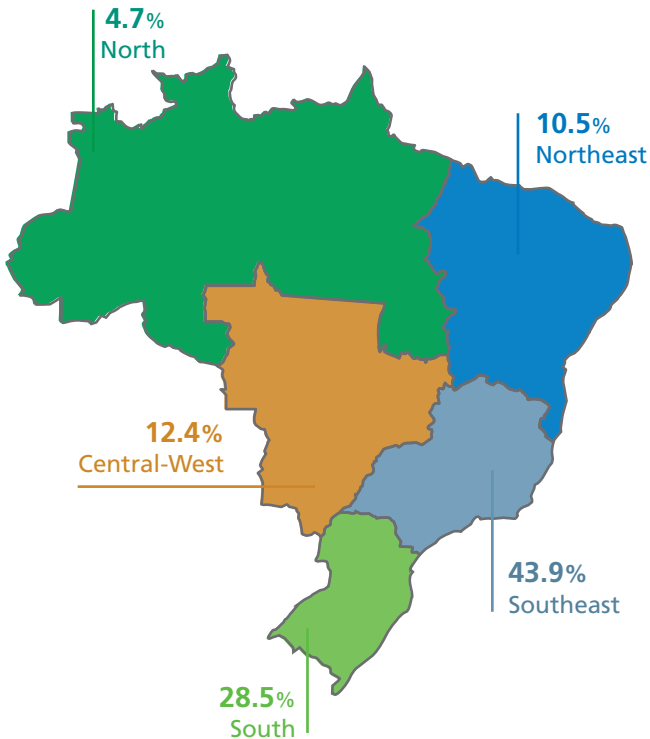 4.7%
North
10.5%
Northeast
12.4%
Central-West
43.9%
Southeast
28.5%
South